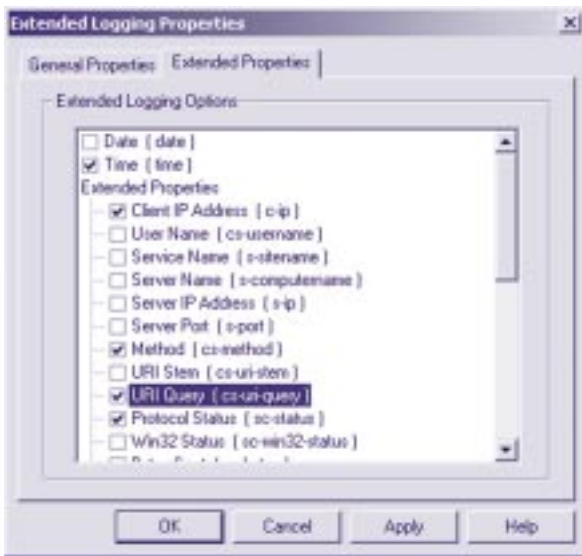 Extended Logging Properties
General Properties Extended Properties
Extended Logging Options
Date ( date )
Time ( time )
Extended Properties
Client IP Address ( c-ip )
User Name ( cs-username )
Service Name ( s-sitename )
Server Name ( s-computername )
Server IP Address ( s-ip )
Server Port ( s-port )
Method ( cs-method )
URI Stem ( cs-uri-stem )
URI Query ( cs-uri-query )
Protocol Status ( sc-status )
Win32 Status ( sc-win32-status )
OK Cancel Apply Help